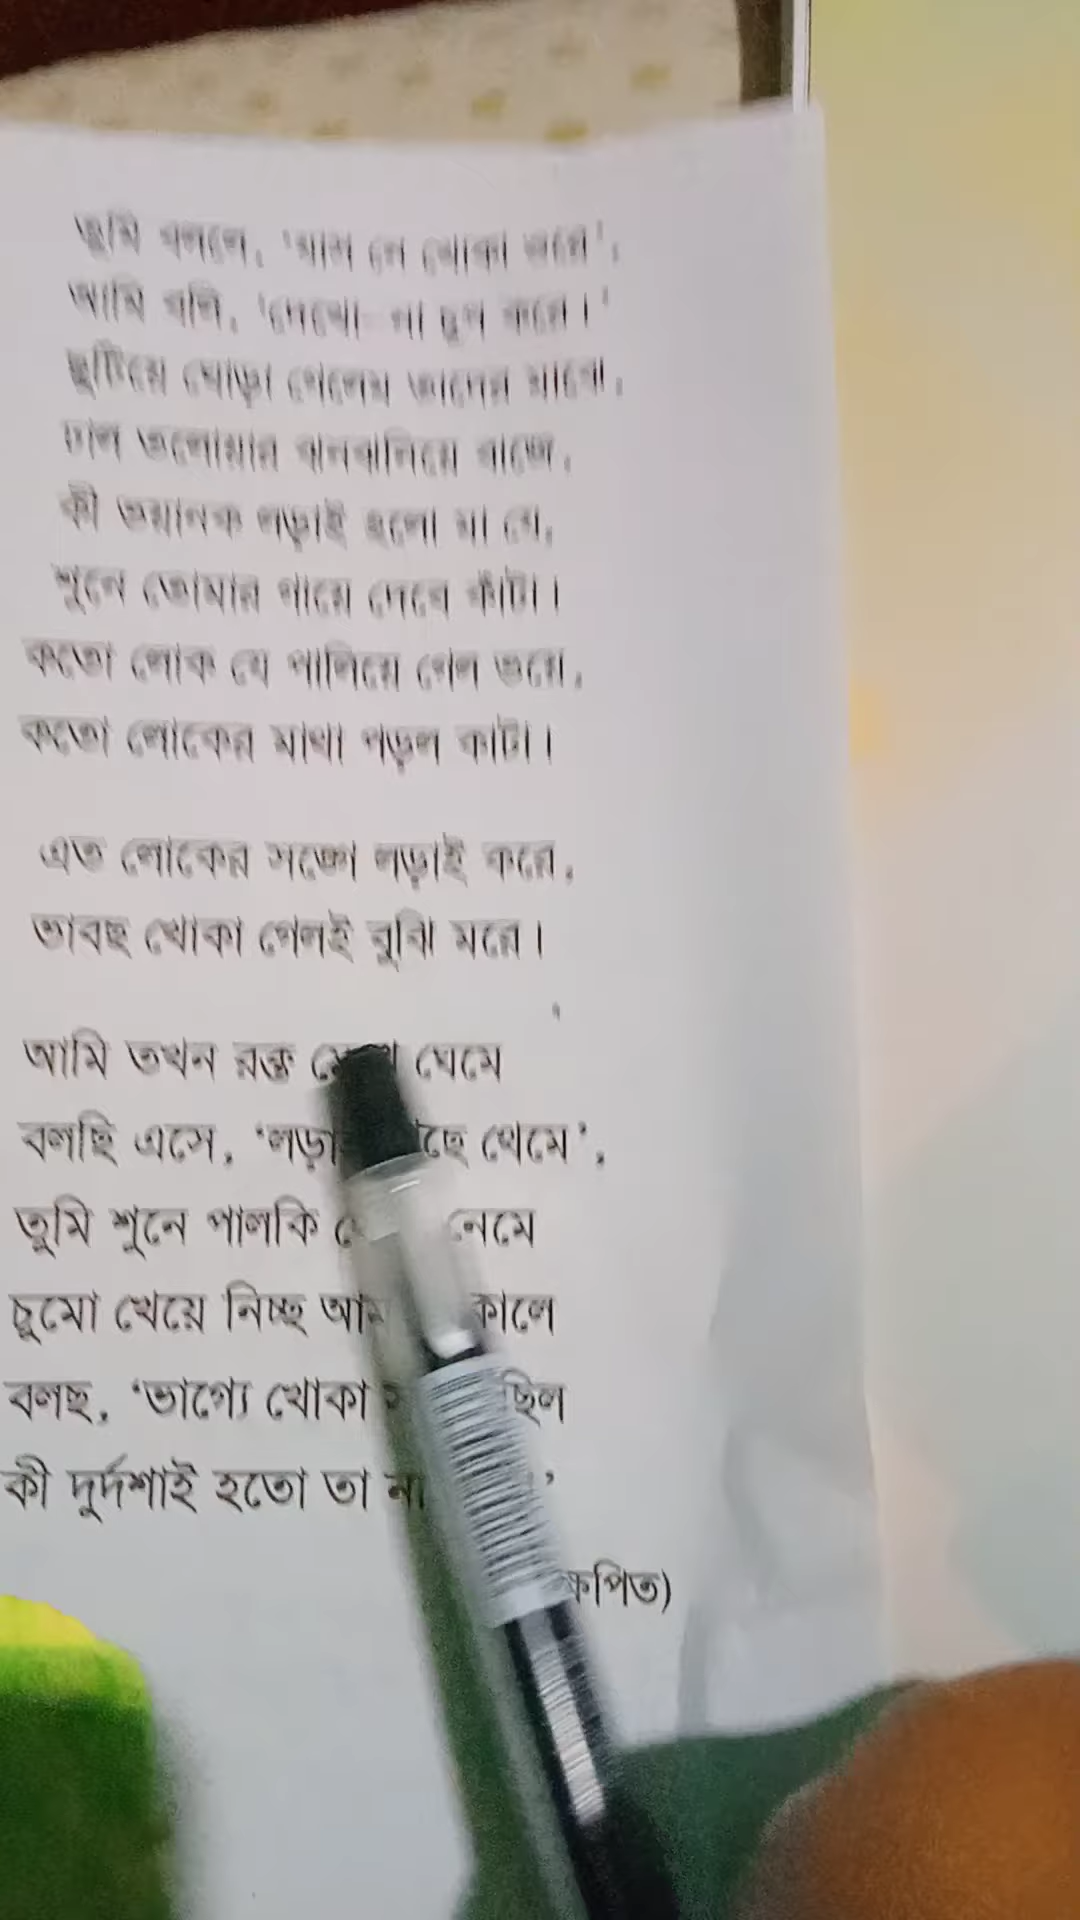 তুমি বললে, 'যাস নে খোকা ওরে',
আমি বলি, 'দেখো না চুপ করে।'
ছুটিয়ে ঘোড়া গেলেম তাদের মাঝে,
ঢাল তলোয়ার ঝনঝনিয়ে বাজে,
কী ভয়ানক লড়াই হলো মা যে,
শুনে তোমার গায়ে দেবে কাঁটা।
কতো লোক যে পালিয়ে গেল ভয়ে,
কতো লোকের মাথা পড়ল কাটা।
এত লোকের সঙ্গে লড়াই করে,
ভাবছ খোকা গেলই বুঝি মরে।
আমি তখন রক্ত ঘেমে
বলছি এসে, 'লড়া ছে থেমে',
তুমি শুনে পালকি নেমে
চুমো খেয়ে নিচ্ছ আম কোলে
বলছ, 'ভাগ্যে খোকা ছিল
কী দুর্দশাই হতো তা না '
ক্ষেপিত)